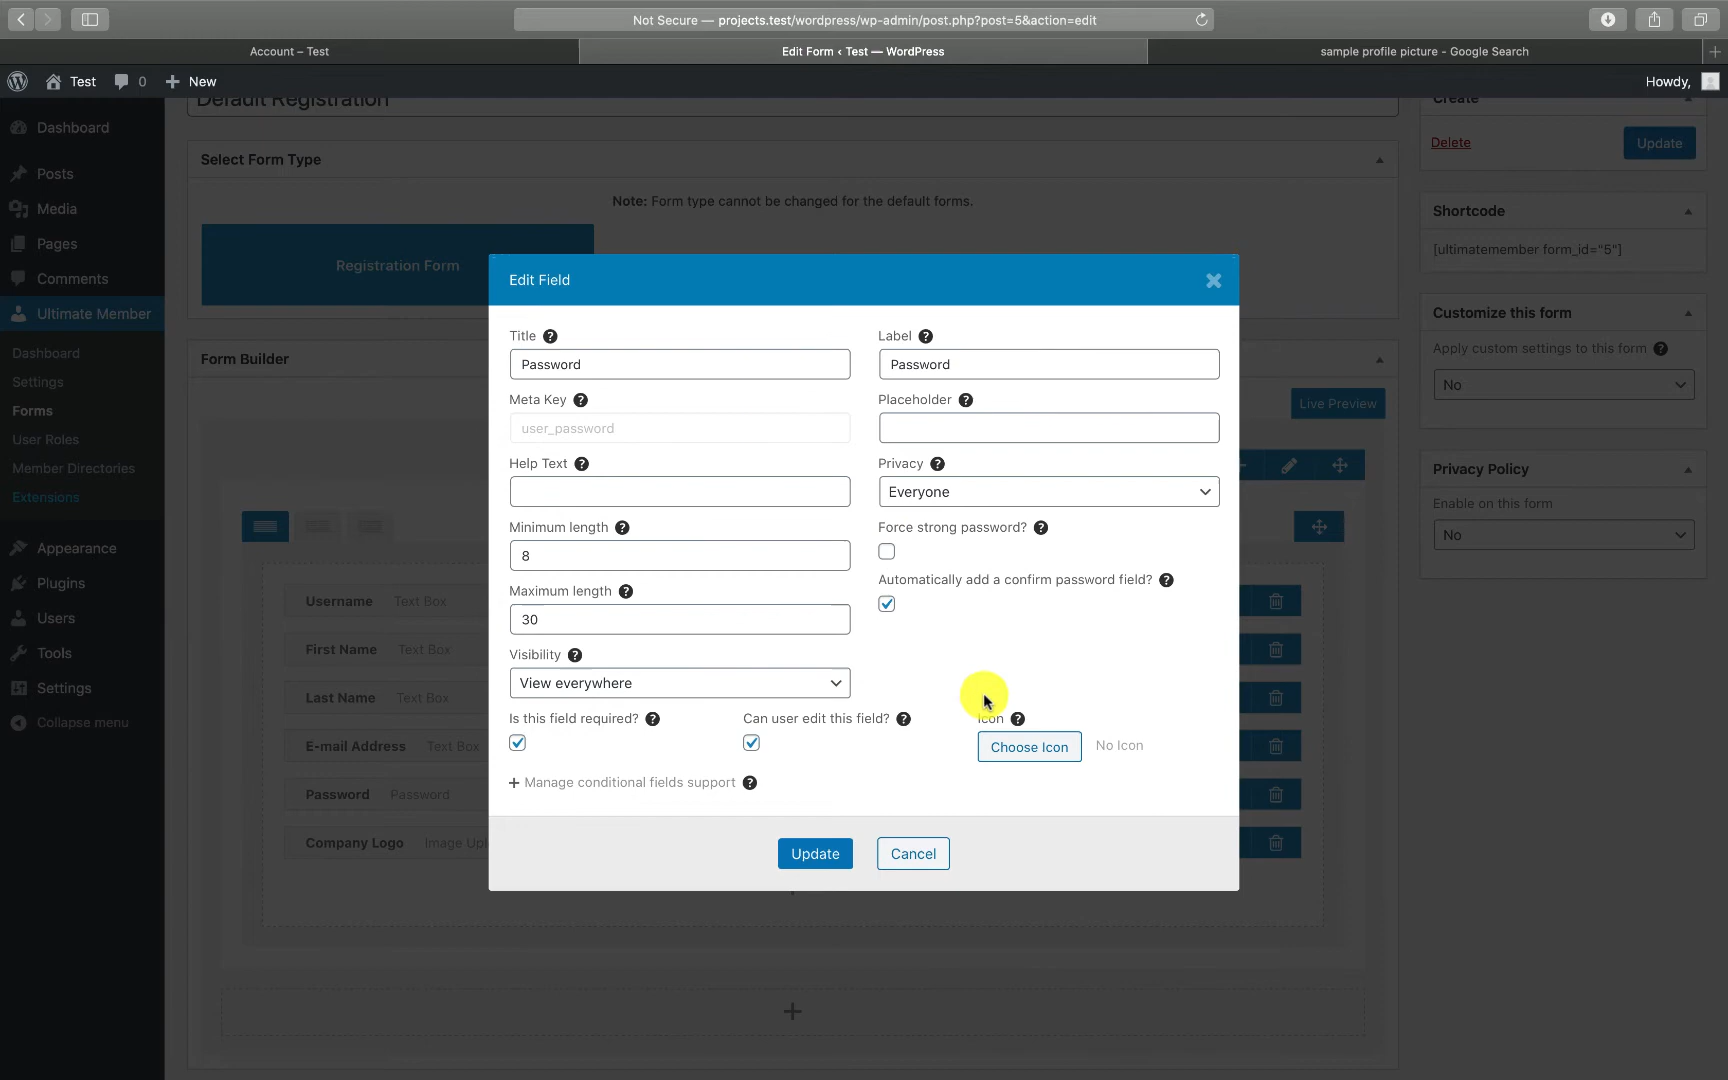 Not Secure — projects.test/wordpress/wp-admin/post.php?post=5&action=edit
Account – Test
Edit Form ‹ Test — WordPress
sample profile picture - Google Search
Test
0
New
Howdy,
Dashboard
Posts
Media
Pages
Comments
Ultimate Member
Dashboard
Settings
Forms
User Roles
Member Directories
Extensions
Appearance
Plugins
Users
Tools
Settings
Collapse menu
Default Registration
Select Form Type
Note: Form type cannot be changed for the default forms.
Registration Form
Form Builder
Live Preview
Username Text Box
First Name Text Box
Last Name Text Box
E-mail Address Text Box
Password Password
Company Logo Image Upl
Edit Field
Title
Password
Label
Password
Meta Key
user_password
Placeholder
Help Text
Privacy
Everyone
Minimum length
8
Force strong password?
Automatically add a confirm password field?
Maximum length
30
Visibility
View everywhere
Is this field required?
Can user edit this field?
Icon
Choose Icon
No Icon
Manage conditional fields support
Update
Cancel
Create
Delete
Update
Shortcode
[ultimatemember form_id="5"]
Customize this form
Apply custom settings to this form
No
Privacy Policy
Enable on this form
No